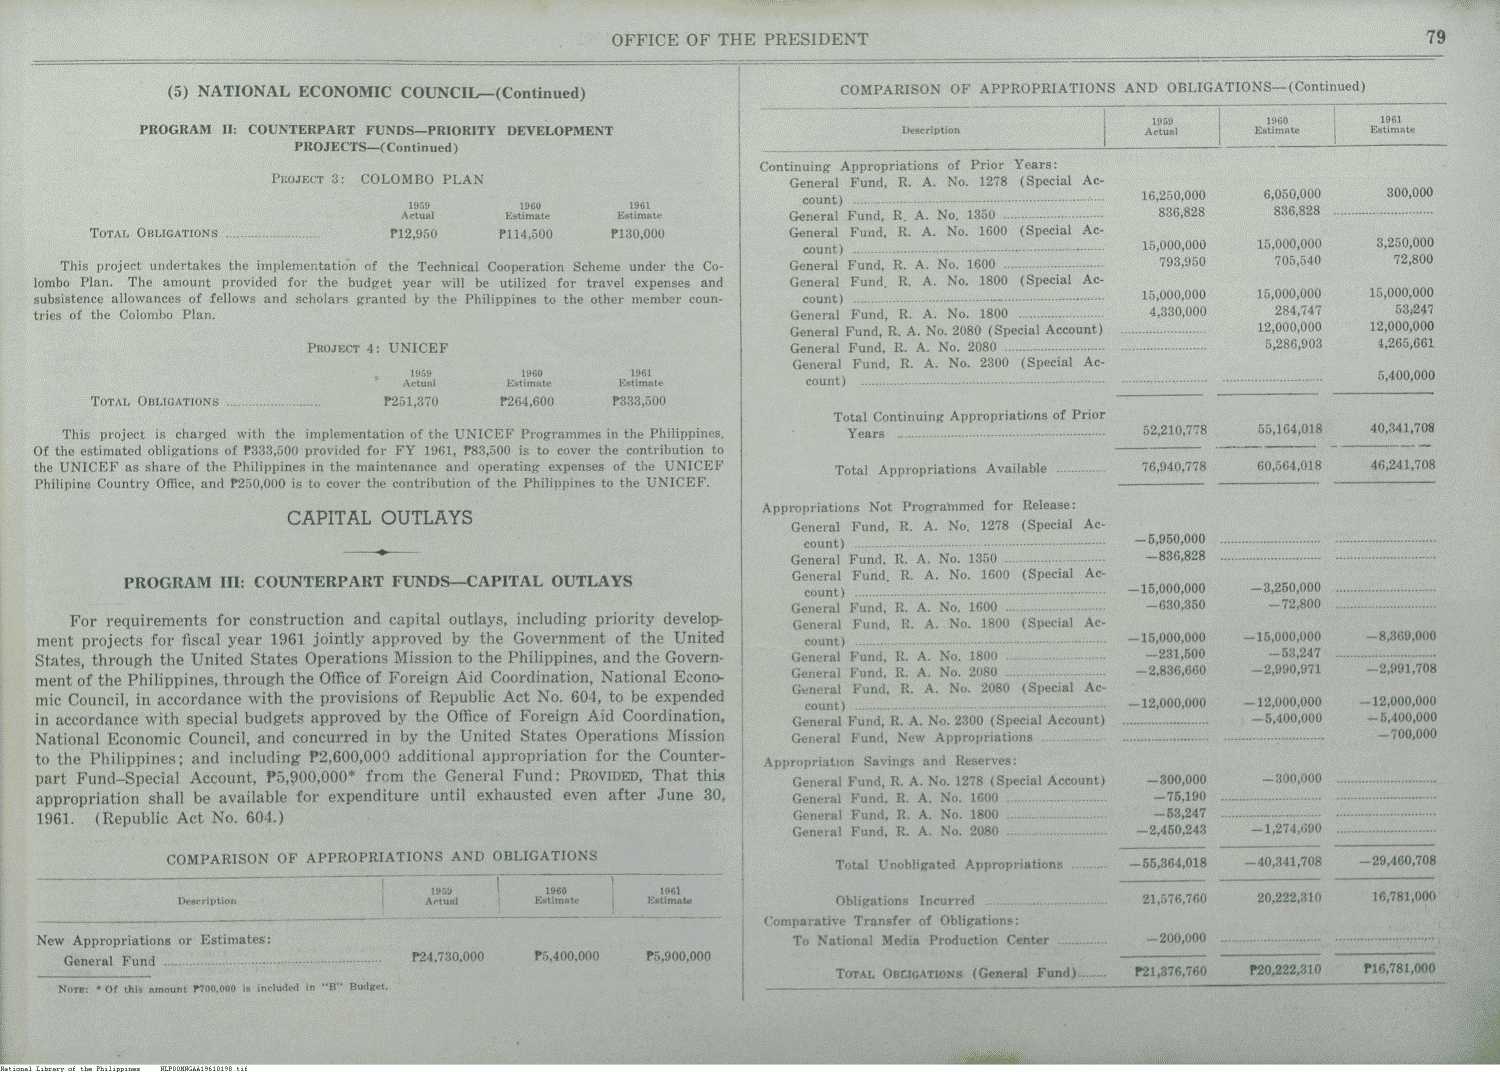 OFFICE OF THE PRESIDENT
79
(5) NATIONAL ECONOMIC COUNCIL—(Continued)
PROGRAM II: COUNTERPART FUNDS—PRIORITY DEVELOPMENT
PROJECTS—(Continued)
PROJECT 3: COLOMBO PLAN
1959 Actual 1960 Estimate 1961 Estimate
TOTAL OBLIGATIONS ........................ ₱12,950 ₱114,500 ₱130,000
This project undertakes the implementation of the Technical Cooperation Scheme under the Co-
lombo Plan. The amount provided for the budget year will be utilized for travel expenses and
subsistence allowances of fellows and scholars granted by the Philippines to the other member coun-
tries of the Colombo Plan.
PROJECT 4: UNICEF
1959 Actual 1960 Estimate 1961 Estimate
TOTAL OBLIGATIONS ........................ ₱251,370 ₱264,600 ₱333,500
This project is charged with the implementation of the UNICEF Programmes in the Philippines.
Of the estimated obligations of ₱333,500 provided for FY 1961, ₱83,500 is to cover the contribution to
the UNICEF as share of the Philippines in the maintenance and operating expenses of the UNICEF
Philipine Country Office, and ₱250,000 is to cover the contribution of the Philippines to the UNICEF.
CAPITAL OUTLAYS
PROGRAM III: COUNTERPART FUNDS—CAPITAL OUTLAYS
For requirements for construction and capital outlays, including priority develop-
ment projects for fiscal year 1961 jointly approved by the Government of the United
States, through the United States Operations Mission to the Philippines, and the Govern-
ment of the Philippines, through the Office of Foreign Aid Coordination, National Econo-
mic Council, in accordance with the provisions of Republic Act No. 604, to be expended
in accordance with special budgets approved by the Office of Foreign Aid Coordination,
National Economic Council, and concurred in by the United States Operations Mission
to the Philippines; and including ₱2,600,000 additional appropriation for the Counter-
part Fund–Special Account, ₱5,900,000* from the General Fund: PROVIDED, That this
appropriation shall be available for expenditure until exhausted even after June 30,
1961. (Republic Act No. 604.)
COMPARISON OF APPROPRIATIONS AND OBLIGATIONS
Description 1959 Actual 1960 Estimate 1961 Estimate
New Appropriations or Estimates:
General Fund ........................ ₱24,730,000 ₱5,400,000 ₱5,900,000
NOTE: * Of this amount ₱700,000 is included in "B" Budget.
COMPARISON OF APPROPRIATIONS AND OBLIGATIONS—(Continued)
Description 1959 Actual 1960 Estimate 1961 Estimate
Continuing Appropriations of Prior Years:
General Fund, R. A. No. 1278 (Special Ac-
count) ........................ 16,250,000 6,050,000 300,000
General Fund, R. A. No. 1350 ........................ 836,828 836,828 ........................
General Fund, R. A. No. 1600 (Special Ac-
count) ........................ 15,000,000 15,000,000 3,250,000
General Fund, R. A. No. 1600 ........................ 793,950 705,540 72,800
General Fund, R. A. No. 1800 (Special Ac-
count) ........................ 15,000,000 15,000,000 15,000,000
General Fund, R. A. No. 1800 ........................ 4,330,000 284,747 53,247
General Fund, R. A. No. 2080 (Special Account) ........................ 12,000,000 12,000,000
General Fund, R. A. No. 2080 ........................ ........................ 5,286,903 4,265,661
General Fund, R. A. No. 2300 (Special Ac-
count) ........................ ........................ ........................ 5,400,000
Total Continuing Appropriations of Prior
Years ........................ 52,210,778 55,164,018 40,341,708
Total Appropriations Available .............. 76,940,778 60,564,018 46,241,708
Appropriations Not Programmed for Release:
General Fund, R. A. No. 1278 (Special Ac-
count) ........................ —5,950,000 ........................ ........................
General Fund, R. A. No. 1350 ........................ —836,828 ........................ ........................
General Fund, R. A. No. 1600 (Special Ac-
count) ........................ —15,000,000 —3,250,000 ........................
General Fund, R. A. No. 1600 ........................ —630,350 —72,800 ........................
General Fund, R. A. No. 1800 (Special Ac-
count) ........................ —15,000,000 —15,000,000 —8,369,000
General Fund, R. A. No. 1800 ........................ —231,500 —53,247 ........................
General Fund, R. A. No. 2080 ........................ —2,836,660 —2,990,971 —2,991,708
General Fund, R. A. No. 2080 (Special Ac-
count) ........................ —12,000,000 —12,000,000 —12,000,000
General Fund, R. A. No. 2300 (Special Account) ........................ —5,400,000 —5,400,000
General Fund, New Appropriations ................ ........................ ........................ —700,000
Appropriation Savings and Reserves:
General Fund, R. A. No. 1278 (Special Account) —300,000 —300,000 ........................
General Fund, R. A. No. 1600 ........................ —75,190 ........................ ........................
General Fund, R. A. No. 1800 ........................ —53,247 ........................ ........................
General Fund, R. A. No. 2080 ........................ —2,450,243 —1,274,690 ........................
Total Unobligated Appropriations .......... —55,364,018 —40,341,708 —29,460,708
Obligations Incurred ........................ 21,576,760 20,222,310 16,781,000
Comparative Transfer of Obligations:
To National Media Production Center ............ —200,000 ........................ ........................
TOTAL OBLIGATIONS (General Fund)........ ₱21,376,760 ₱20,222,310 ₱16,781,000
National Library of the Philippines NLP00MNGAA19610198.tif